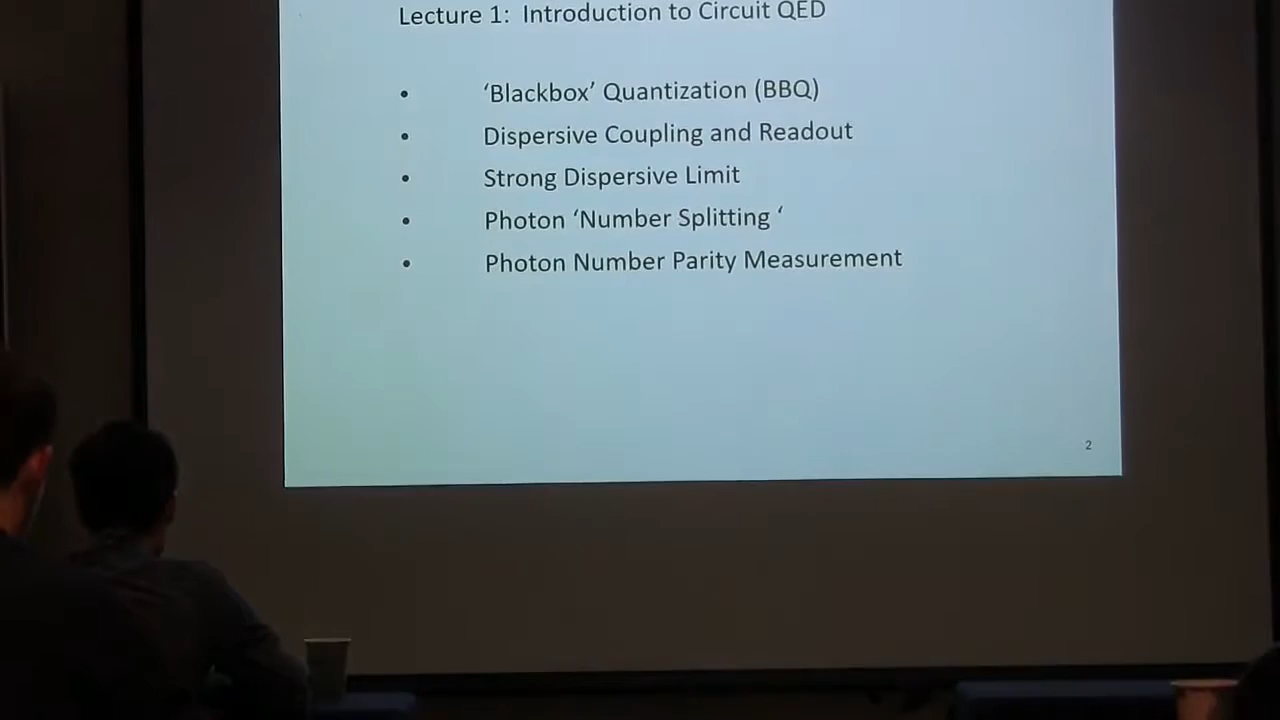 Lecture 1: Introduction to Circuit QED
• ‘Blackbox’ Quantization (BBQ)
• Dispersive Coupling and Readout
• Strong Dispersive Limit
• Photon ‘Number Splitting ‘
• Photon Number Parity Measurement
2